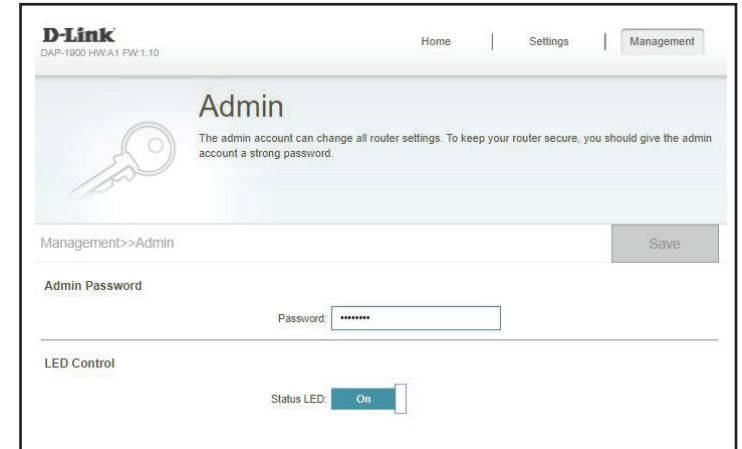 D-Link
DAP-1900 HW:A1 FW:1.10
Home | Settings | Management
Admin
The admin account can change all router settings. To keep your router secure, you should give the admin
account a strong password.
Management>>Admin Save
Admin Password
Password: ••••••••
LED Control
Status LED: On